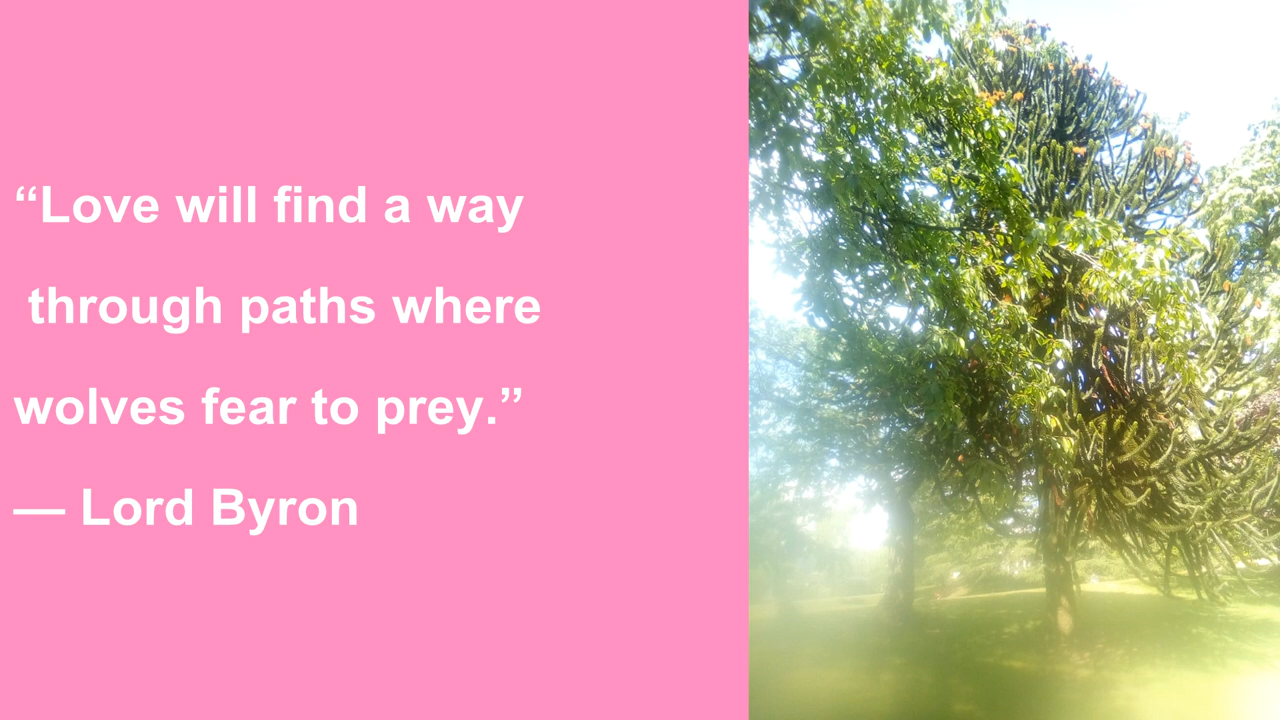 “Love will find a way
through paths where
wolves fear to prey.”
— Lord Byron